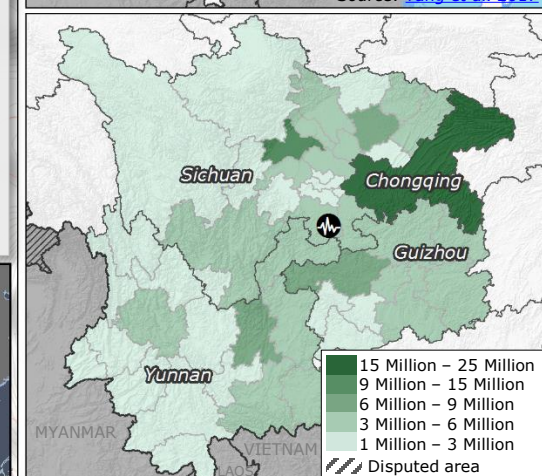 Source: Yang et al. 2017
Sichuan
Chongqing
Guizhou
Yunnan
MYANMAR
VIETNAM
LAOS
15 Million – 25 Million
9 Million – 15 Million
6 Million – 9 Million
3 Million – 6 Million
1 Million – 3 Million
Disputed area